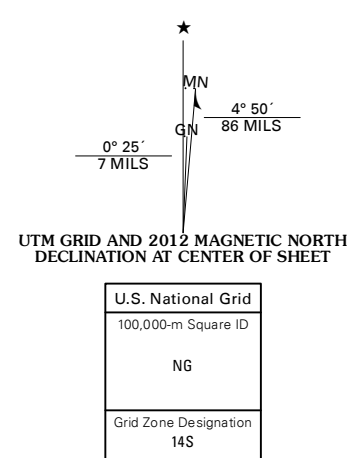 ★
MN
4° 50´
86 MILS
GN
0° 25´
7 MILS
UTM GRID AND 2012 MAGNETIC NORTH
DECLINATION AT CENTER OF SHEET
U.S. National Grid
100,000-m Square ID
NG
Grid Zone Designation
14S